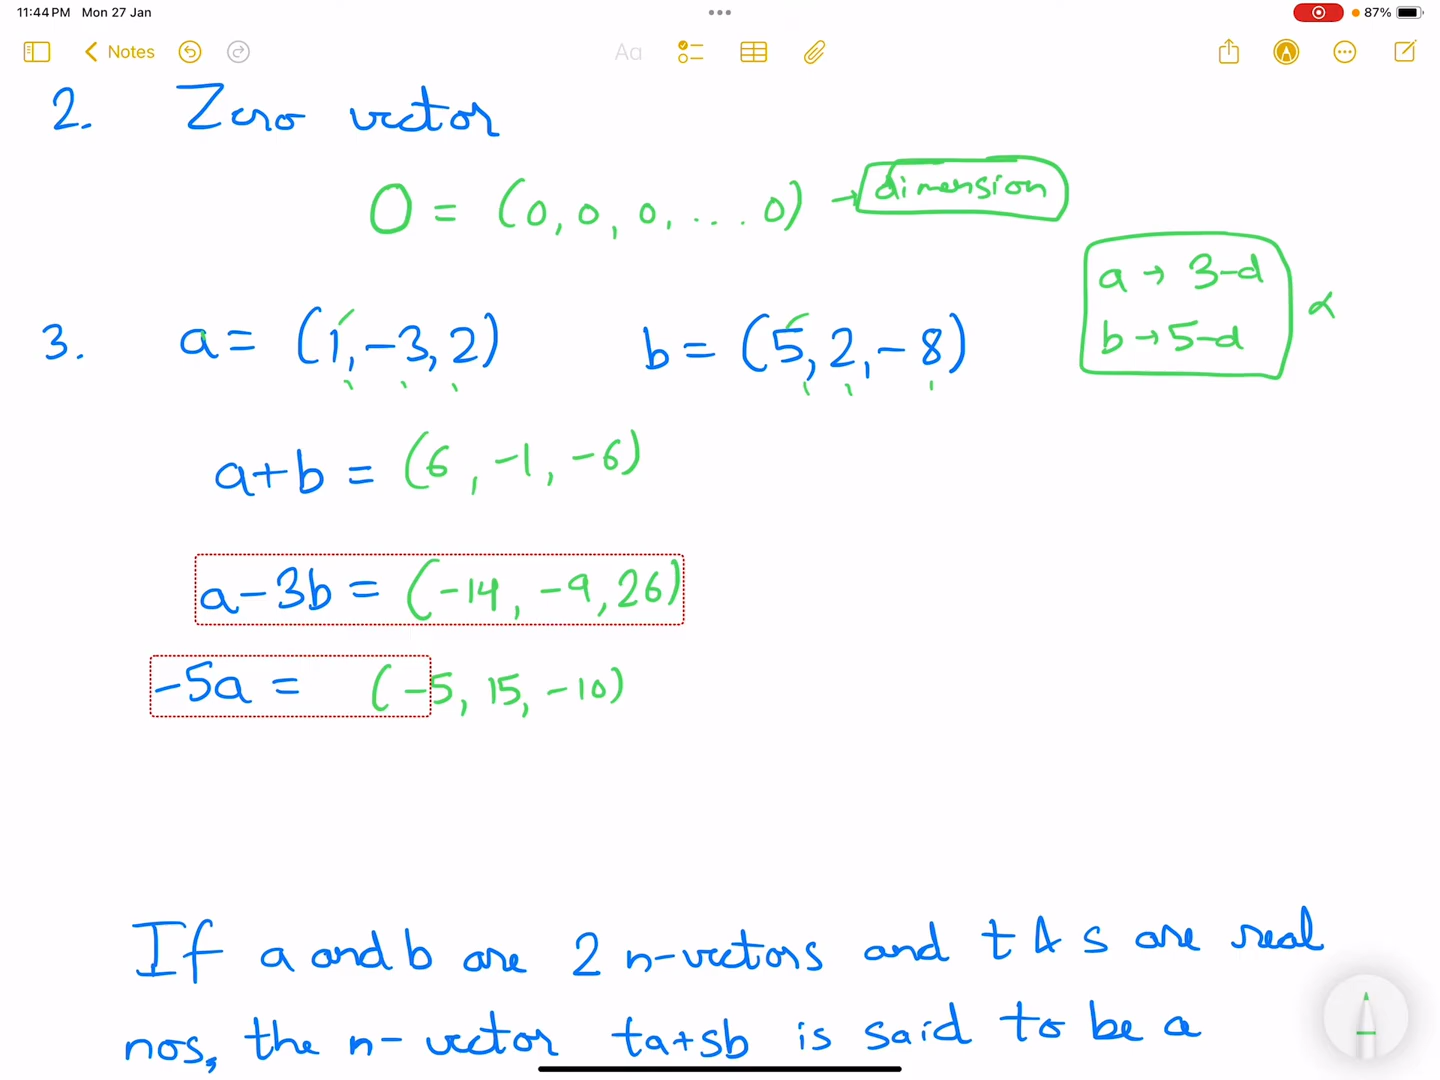 11:44 PM Mon 27 Jan
87%
Notes
Aa
2. Zero vector
0 = (0, 0, 0, ... 0) → dimension
a → 3-d
b → 5-d
3. a = (1, -3, 2) b = (5, 2, -8)
a+b = (6, -1, -6)
a-3b = (-14, -9, 26)
-5a = (-5, 15, -10)
If a and b are 2 n-vectors and t & s are real
nos, the n-vector ta+sb is said to be a